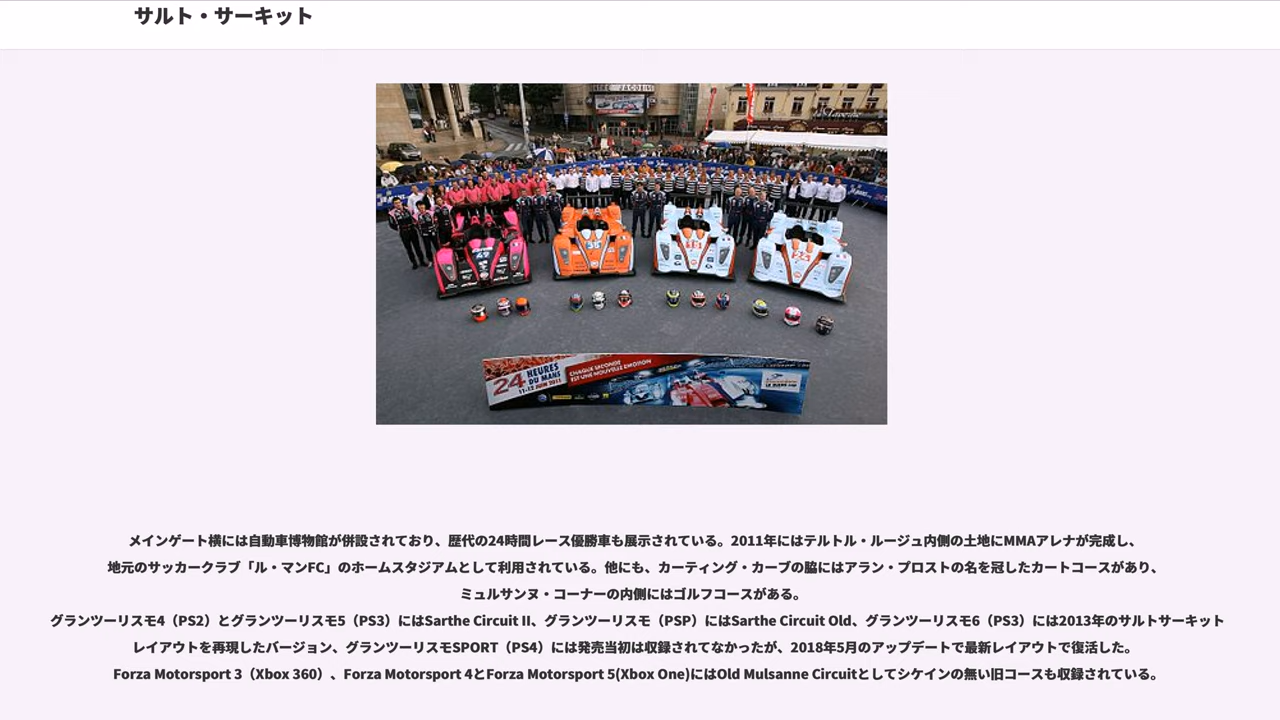 サルト・サーキット
24 HEURES DU MANS
11-12 JUIN 2011
CHAQUE SECONDE
EST UNE NOUVELLE EMOTION
メインゲート横には自動車博物館が併設されており、歴代の24時間レース優勝車も展示されている。2011年にはテルトル・ルージュ内側の土地にMMAアレナが完成し、
地元のサッカークラブ「ル・マンFC」のホームスタジアムとして利用されている。他にも、カーティング・カーブの脇にはアラン・プロストの名を冠したカートコースがあり、
ミュルサンヌ・コーナーの内側にはゴルフコースがある。
グランツーリスモ4（PS2）とグランツーリスモ5（PS3）にはSarthe Circuit II、グランツーリスモ（PSP）にはSarthe Circuit Old、グランツーリスモ6（PS3）には2013年のサルトサーキット
レイアウトを再現したバージョン、グランツーリスモSPORT（PS4）には発売当初は収録されてなかったが、2018年5月のアップデートで最新レイアウトで復活した。
Forza Motorsport 3（Xbox 360）、Forza Motorsport 4とForza Motorsport 5(Xbox One)にはOld Mulsanne Circuitとしてシケインの無い旧コースも収録されている。